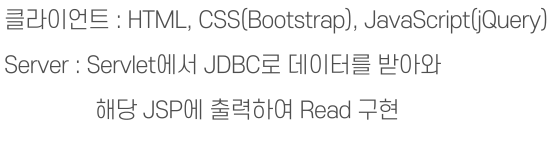 클라이언트 : HTML, CSS(Bootstrap), JavaScript(jQuery)
Server : Servlet에서 JDBC로 데이터를 받아와
해당 JSP에 출력하여 Read 구현